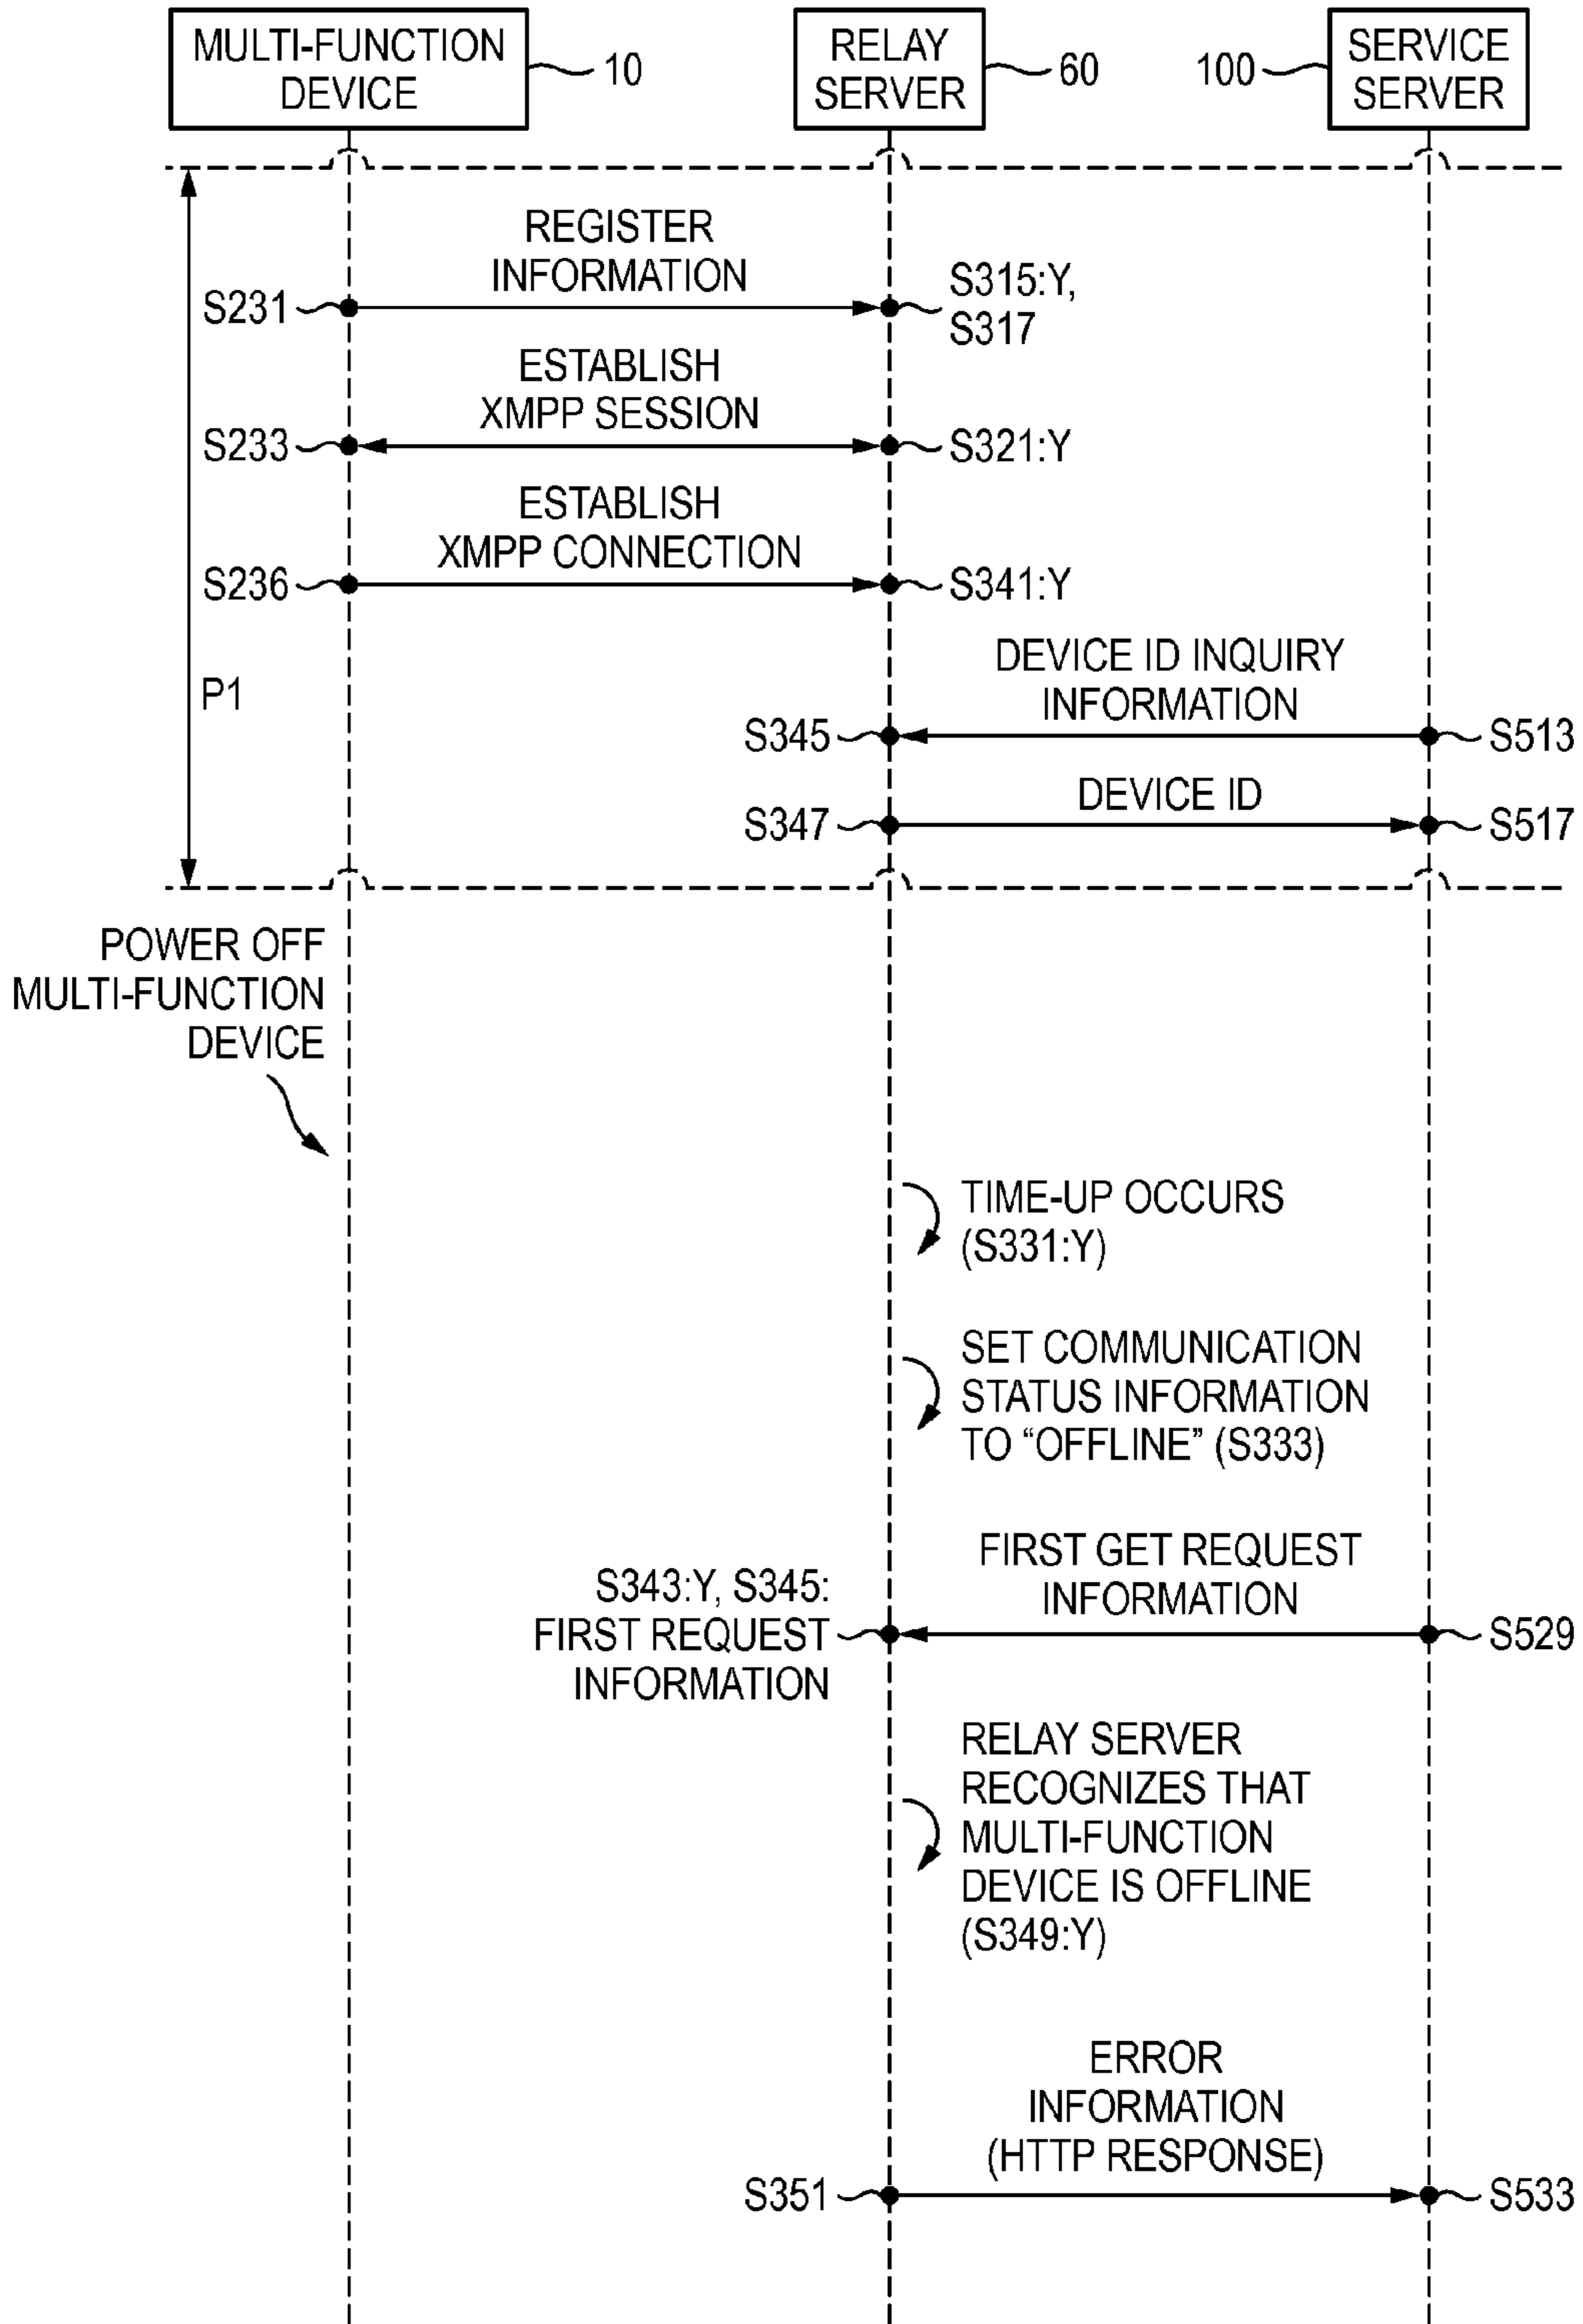 MULTI-FUNCTION
DEVICE
10
RELAY
SERVER
60
100
SERVICE
SERVER
REGISTER
INFORMATION
S231
S315:Y,
S317
ESTABLISH
XMPP SESSION
S233
S321:Y
ESTABLISH
XMPP CONNECTION
S236
S341:Y
P1
DEVICE ID INQUIRY
INFORMATION
S345
S513
DEVICE ID
S347
S517
POWER OFF
MULTI-FUNCTION
DEVICE
TIME-UP OCCURS
(S331:Y)
SET COMMUNICATION
STATUS INFORMATION
TO “OFFLINE” (S333)
FIRST GET REQUEST
INFORMATION
S343:Y, S345:
FIRST REQUEST
INFORMATION
S529
RELAY SERVER
RECOGNIZES THAT
MULTI-FUNCTION
DEVICE IS OFFLINE
(S349:Y)
ERROR
INFORMATION
(HTTP RESPONSE)
S351
S533